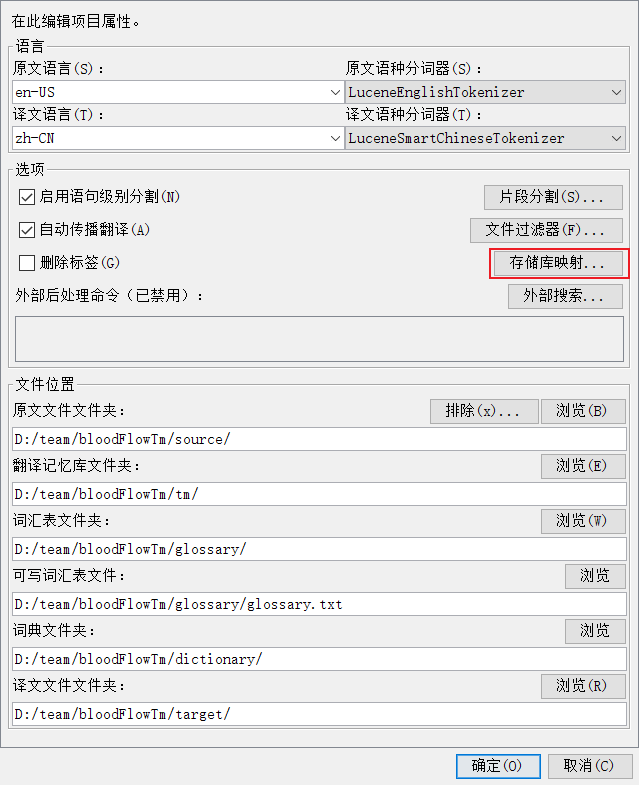 在此编辑项目属性。
语言
原文语言(S)： 原文语种分词器(S)：
en-US LuceneEnglishTokenizer
译文语言(T)： 译文语种分词器(T)：
zh-CN LuceneSmartChineseTokenizer
选项
启用语句级别分割(N) 片段分割(S)...
自动传播翻译(A) 文件过滤器(F)...
删除标签(G) 存储库映射...
外部后处理命令（已禁用）： 外部搜索...
文件位置
原文文件文件夹： 排除(x)... 浏览(B)
D:/team/bloodFlowTm/source/
翻译记忆库文件夹： 浏览(E)
D:/team/bloodFlowTm/tm/
词汇表文件夹： 浏览(W)
D:/team/bloodFlowTm/glossary/
可写词汇表文件： 浏览
D:/team/bloodFlowTm/glossary/glossary.txt
词典文件夹： 浏览
D:/team/bloodFlowTm/dictionary/
译文文件文件夹： 浏览(R)
D:/team/bloodFlowTm/target/
确定(O) 取消(C)